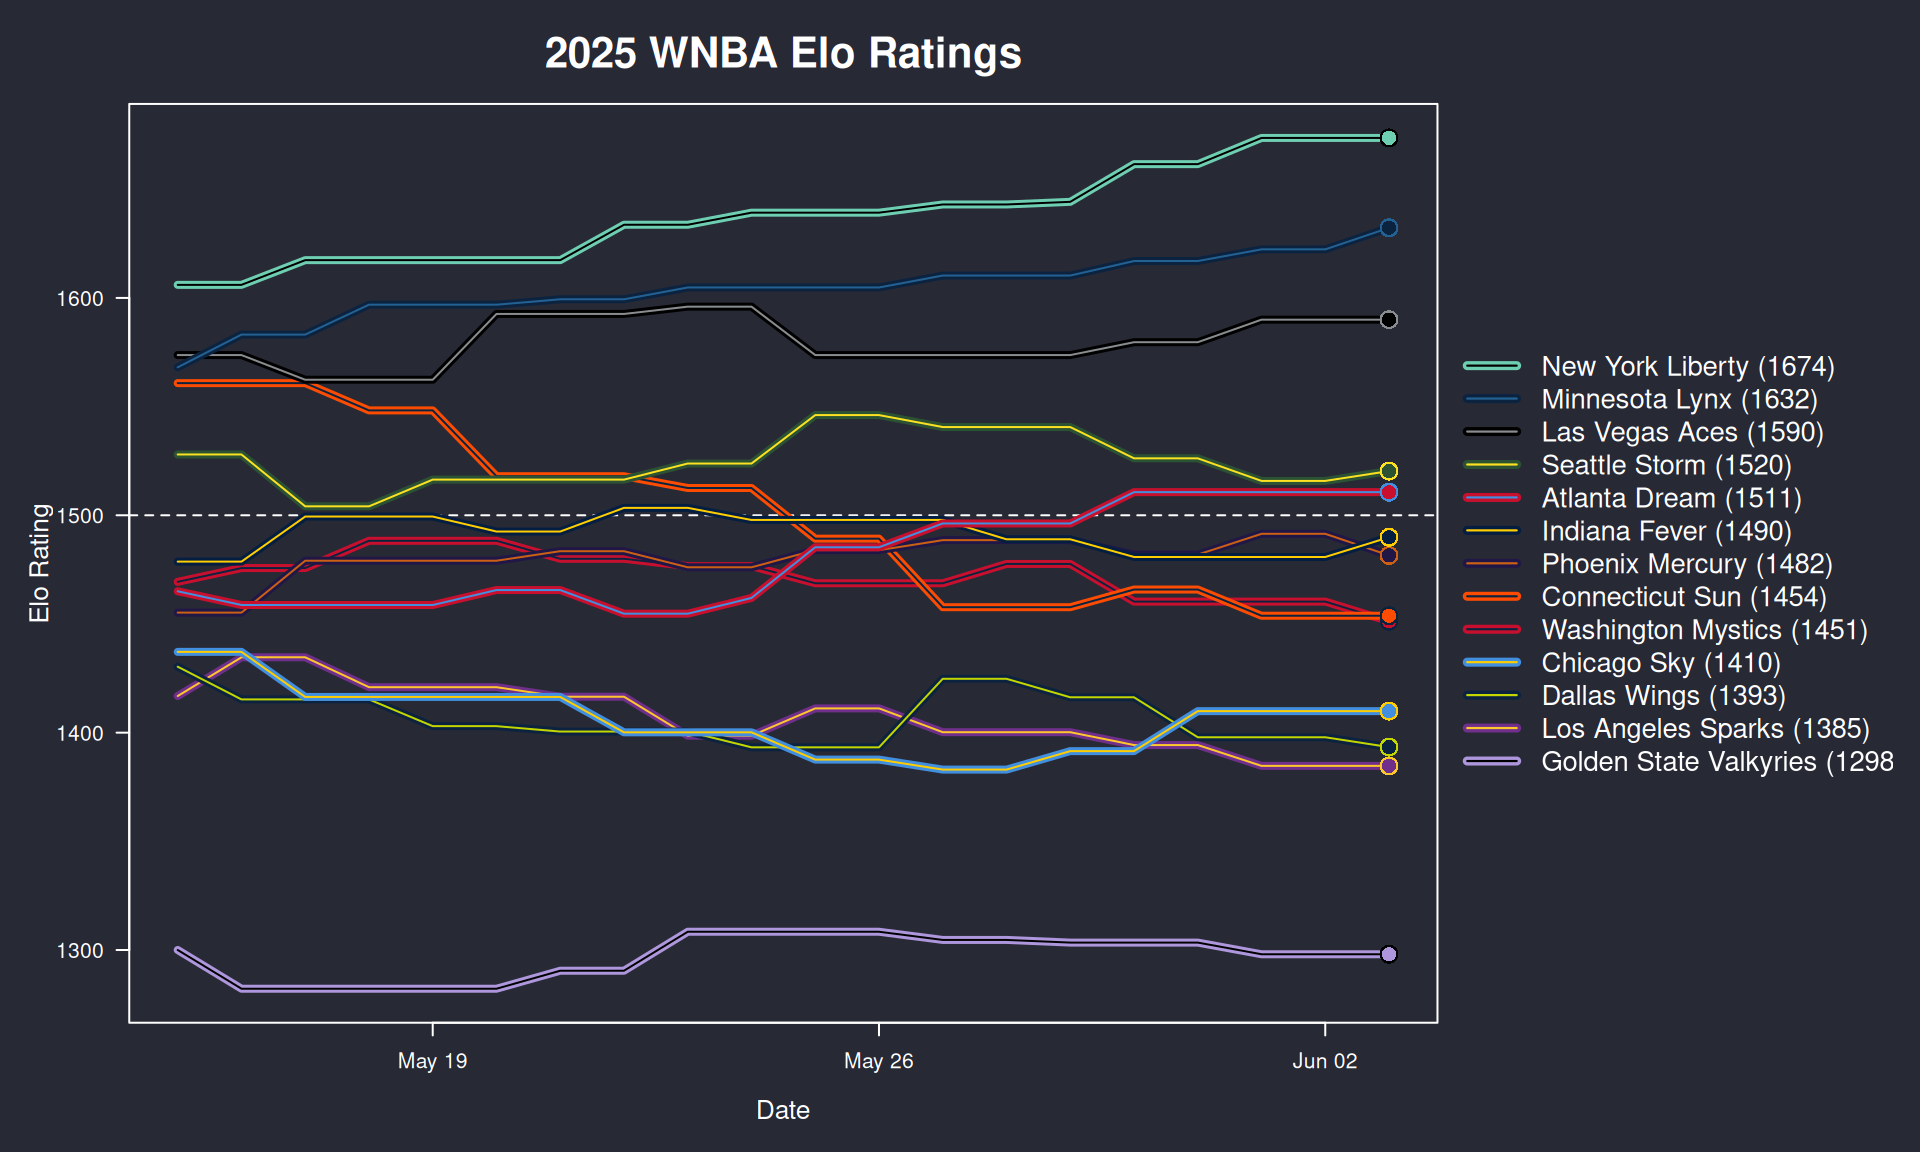 2025 WNBA Elo Ratings
Elo Rating
1600
1500
1400
1300
May 19
May 26
Jun 02
Date
New York Liberty (1674)
Minnesota Lynx (1632)
Las Vegas Aces (1590)
Seattle Storm (1520)
Atlanta Dream (1511)
Indiana Fever (1490)
Phoenix Mercury (1482)
Connecticut Sun (1454)
Washington Mystics (1451)
Chicago Sky (1410)
Dallas Wings (1393)
Los Angeles Sparks (1385)
Golden State Valkyries (1298